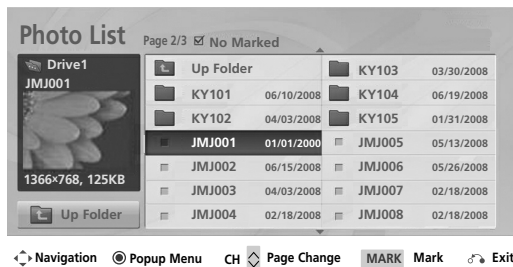 Photo List
Page 2/3 No Marked
Drive1
JMJ001
1366×768, 125KB
Up Folder
Up Folder
KY101 06/10/2008
KY102 04/03/2008
JMJ001 01/01/2000
JMJ002 06/15/2008
JMJ003 04/03/2008
JMJ004 02/18/2008
KY103 03/30/2008
KY104 06/19/2008
KY105 01/31/2008
JMJ005 05/13/2008
JMJ006 05/26/2008
JMJ007 02/18/2008
JMJ008 02/18/2008
Navigation Popup Menu CH Page Change MARK Mark Exit